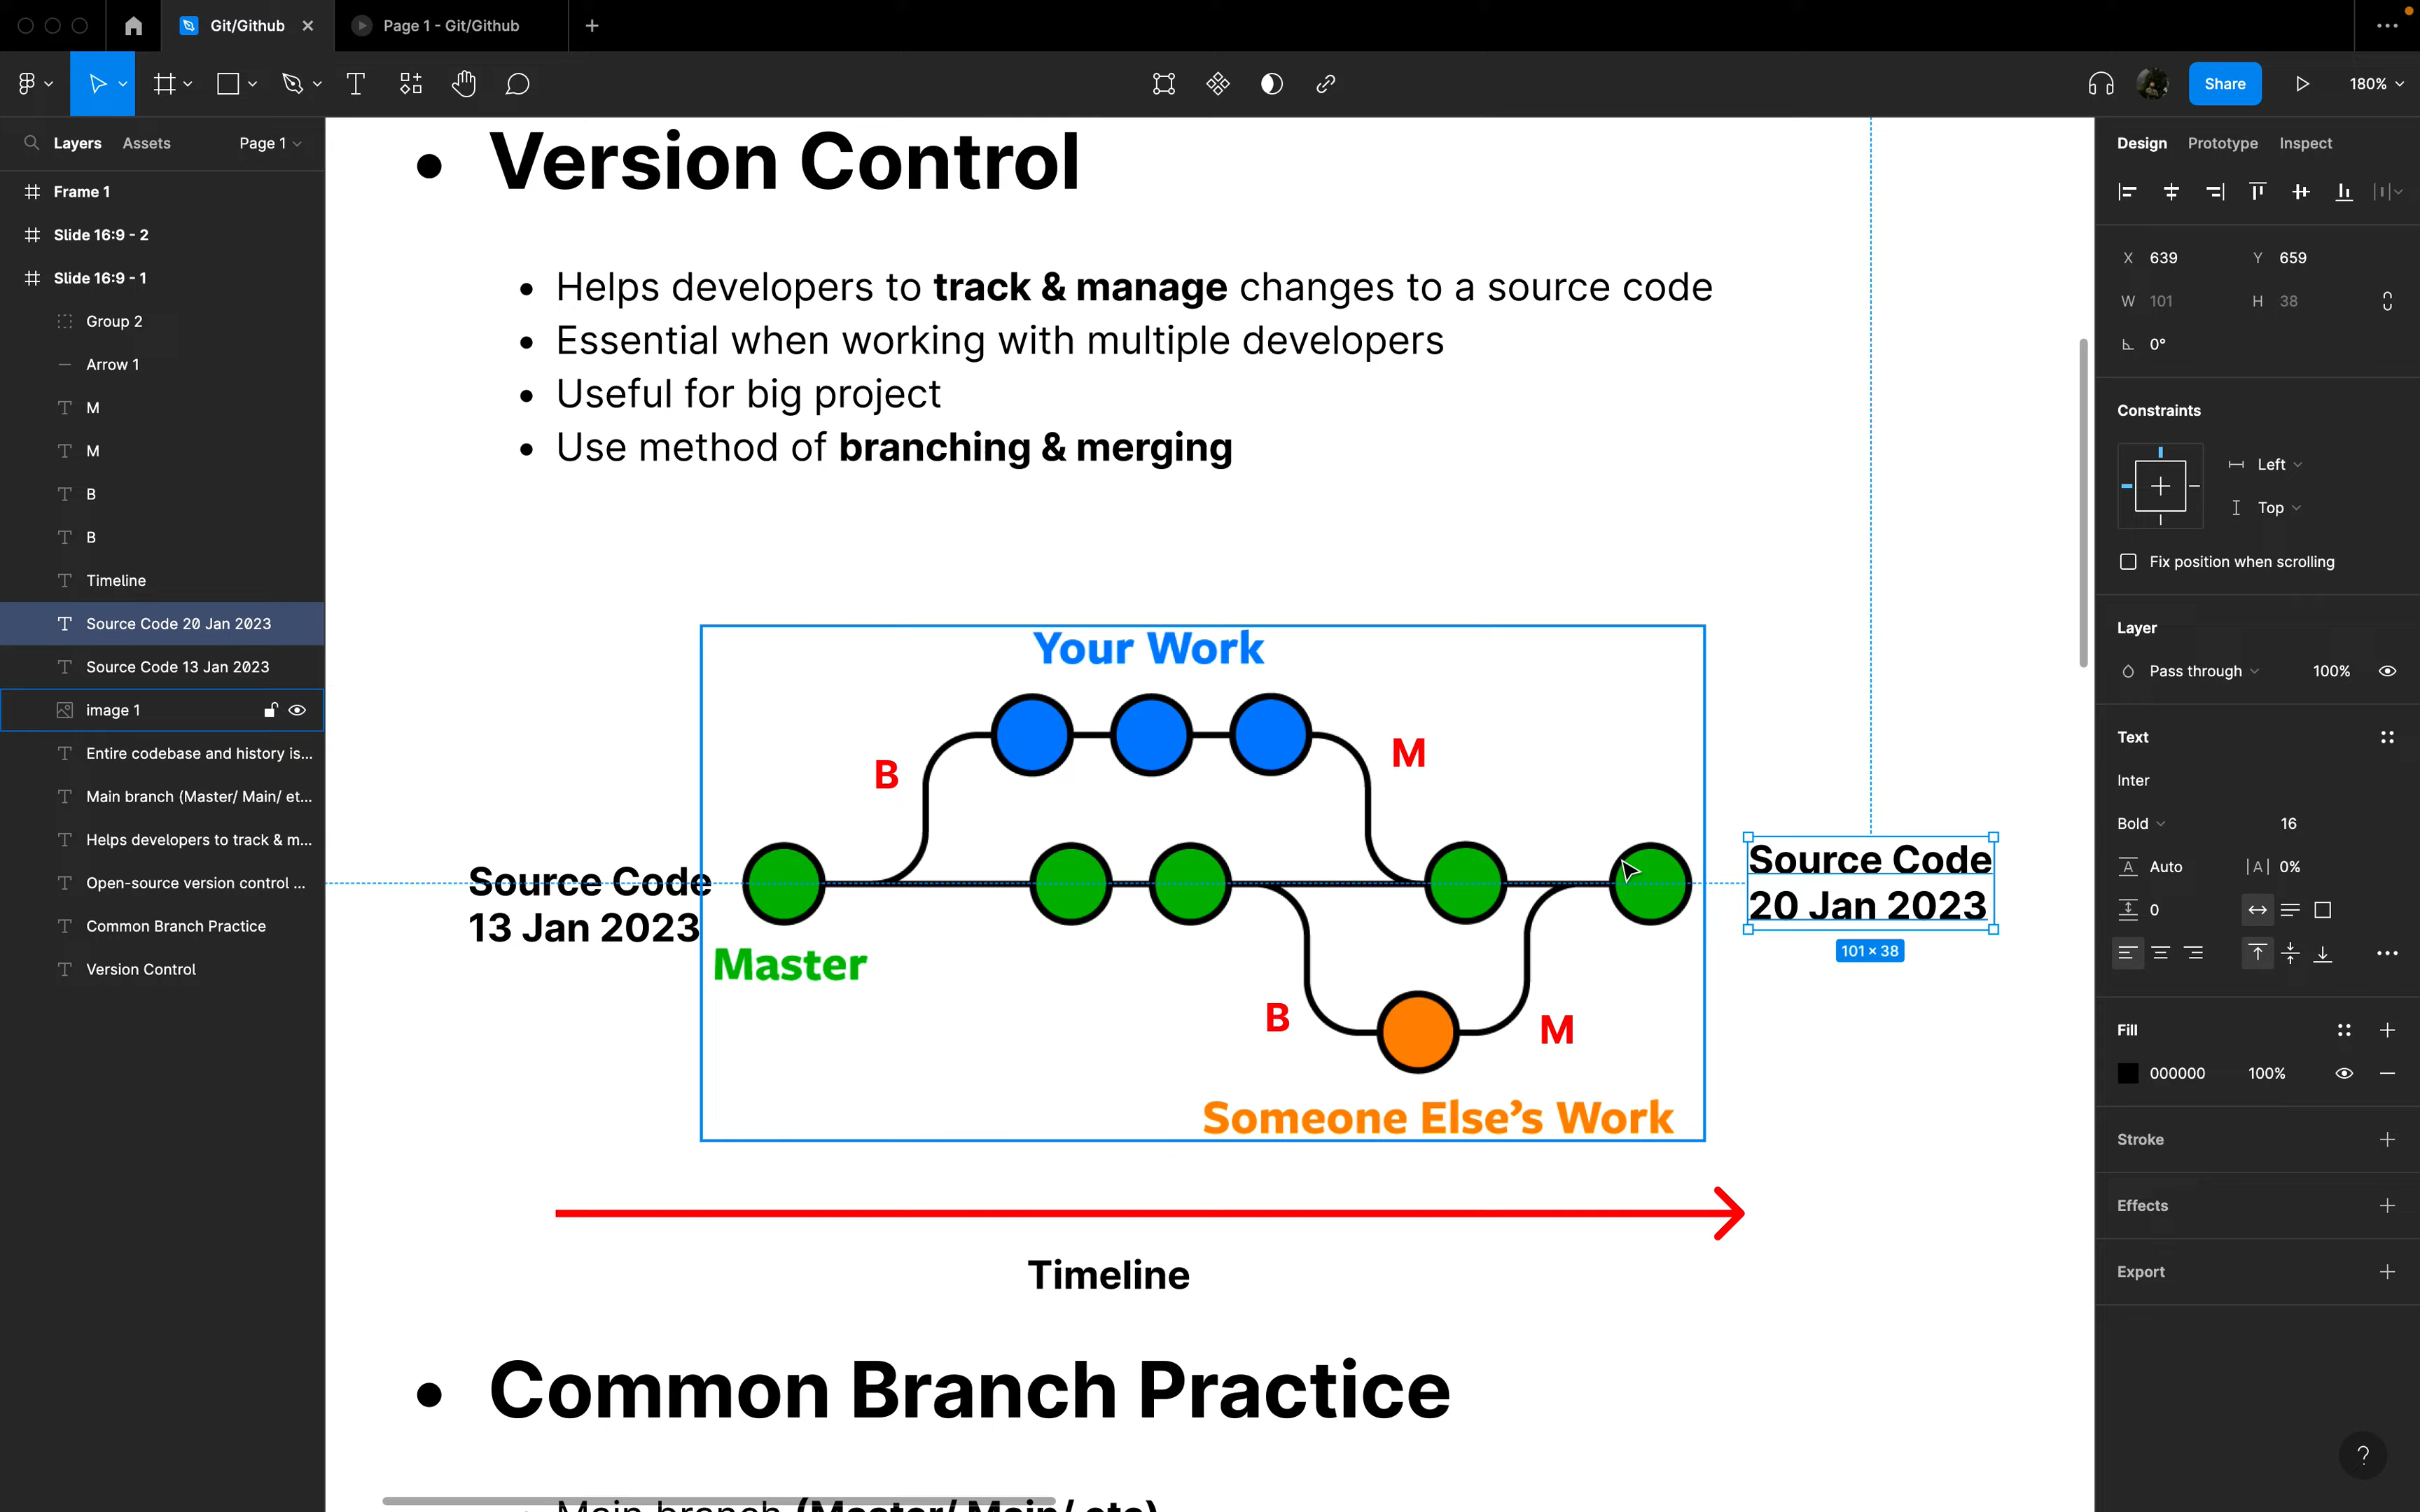 Git/Github
Page 1 - Git/Github
Share
180%
Layers
Assets
Page 1
Frame 1
Slide 16:9 - 2
Slide 16:9 - 1
Group 2
Arrow 1
M
M
B
B
Timeline
Source Code 20 Jan 2023
Source Code 13 Jan 2023
image 1
Entire codebase and history is...
Main branch (Master/ Main/ et...
Helps developers to track & m...
Open-source version control ...
Common Branch Practice
Version Control
• Version Control
• Helps developers to track & manage changes to a source code
• Essential when working with multiple developers
• Useful for big project
• Use method of branching & merging
Your Work
B
M
Source Code
13 Jan 2023
Master
Source Code
20 Jan 2023
101 × 38
B
M
Someone Else's Work
Timeline
• Common Branch Practice
Main branch (Master/ Main/ etc)
Design
Prototype
Inspect
X 639
Y 659
W 101
H 38
0°
Constraints
Left
Top
Fix position when scrolling
Layer
Pass through
100%
Text
Inter
Bold
16
A Auto
|A| 0%
0
Fill
000000
100%
Stroke
Effects
Export
?